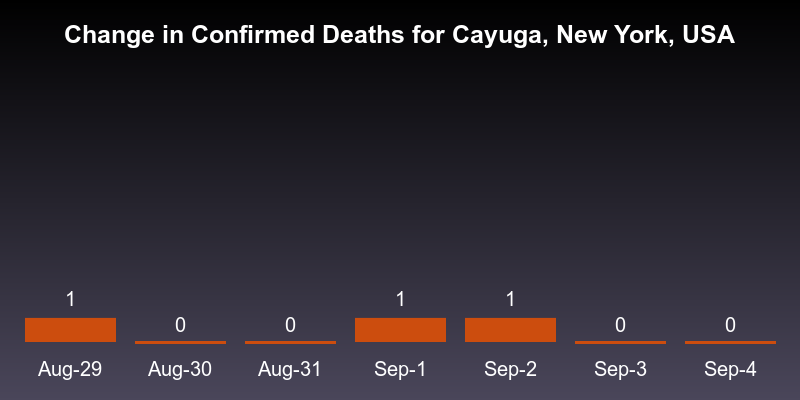 Change in Confirmed Deaths for Cayuga, New York, USA
1 0 0 1 1 0 0
Aug-29 Aug-30 Aug-31 Sep-1 Sep-2 Sep-3 Sep-4